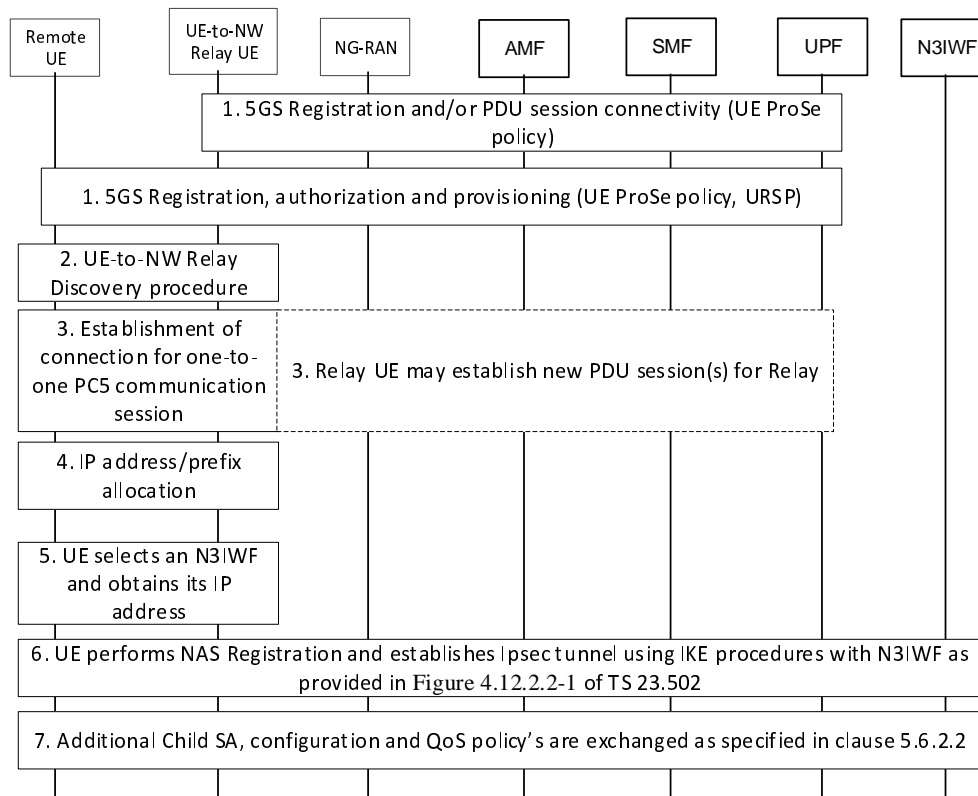 Remote
UE
UE-to-NW
Relay UE
NG-RAN
AMF
SMF
UPF
N3IWF
1. 5GS Registration and/or PDU session connectivity (UE ProSe
policy)
1. 5GS Registration, authorization and provisioning (UE ProSe policy, URSP)
2. UE-to-NW Relay
Discovery procedure
3. Establishment of
connection for one-to-
one PC5 communication
session
3. Relay UE may establish new PDU session(s) for Relay
4. IP address/prefix
allocation
5. UE selects an N3IWF
and obtains its IP
address
6. UE performs NAS Registration and establishes Ipsec tunnel using IKE procedures with N3IWF as
provided in Figure 4.12.2.2-1 of TS 23.502
7. Additional Child SA, configuration and QoS policy's are exchanged as specified in clause 5.6.2.2